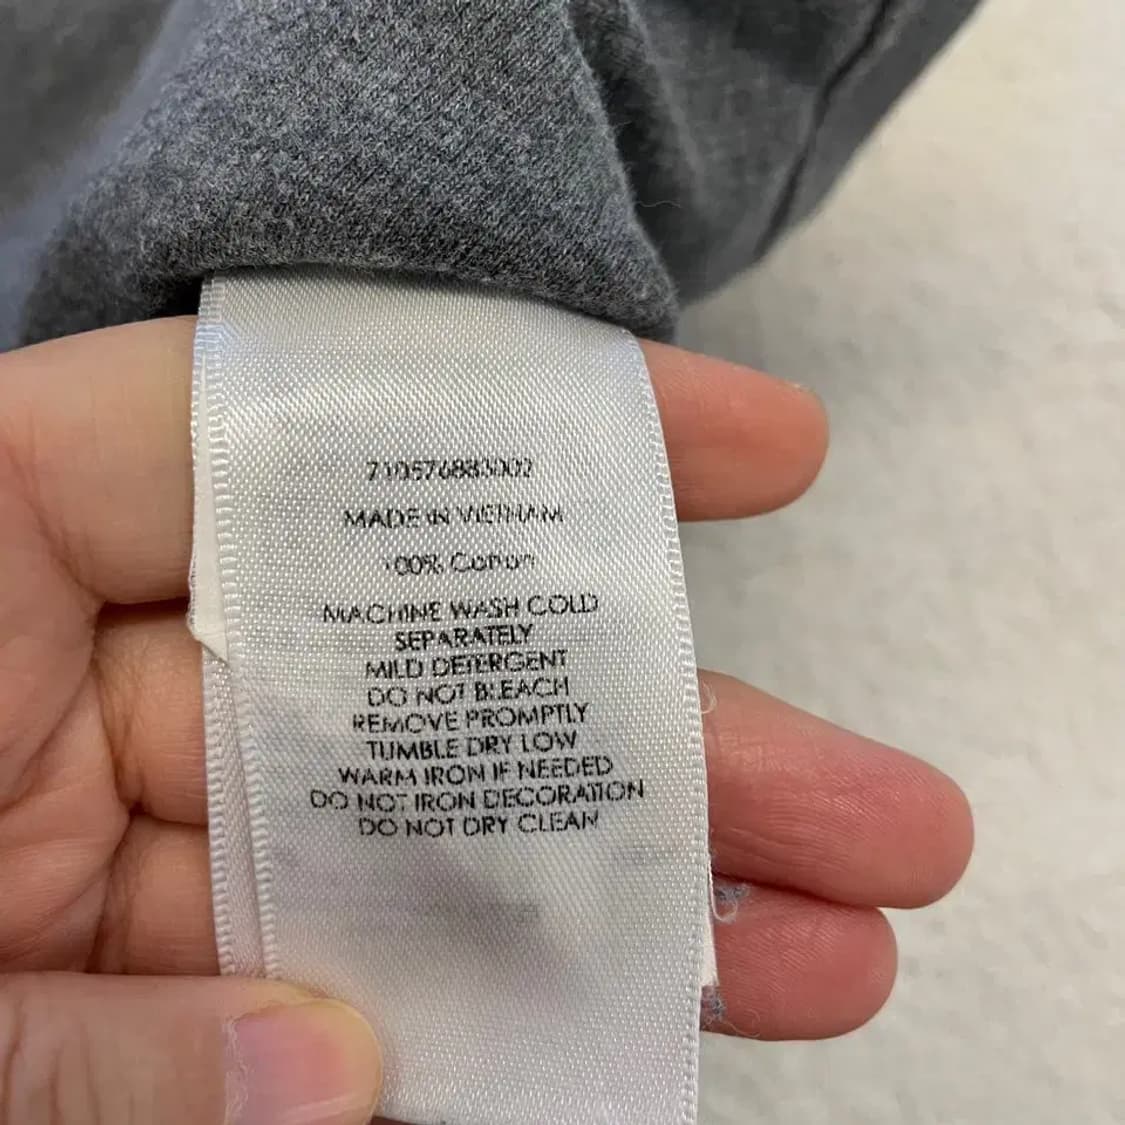 710576883002
MADE IN VIETNAM
100% Cotton
MACHINE WASH COLD
SEPARATELY
MILD DETERGENT
DO NOT BLEACH
REMOVE PROMPTLY
TUMBLE DRY LOW
WARM IRON IF NEEDED
DO NOT IRON DECORATION
DO NOT DRY CLEAN